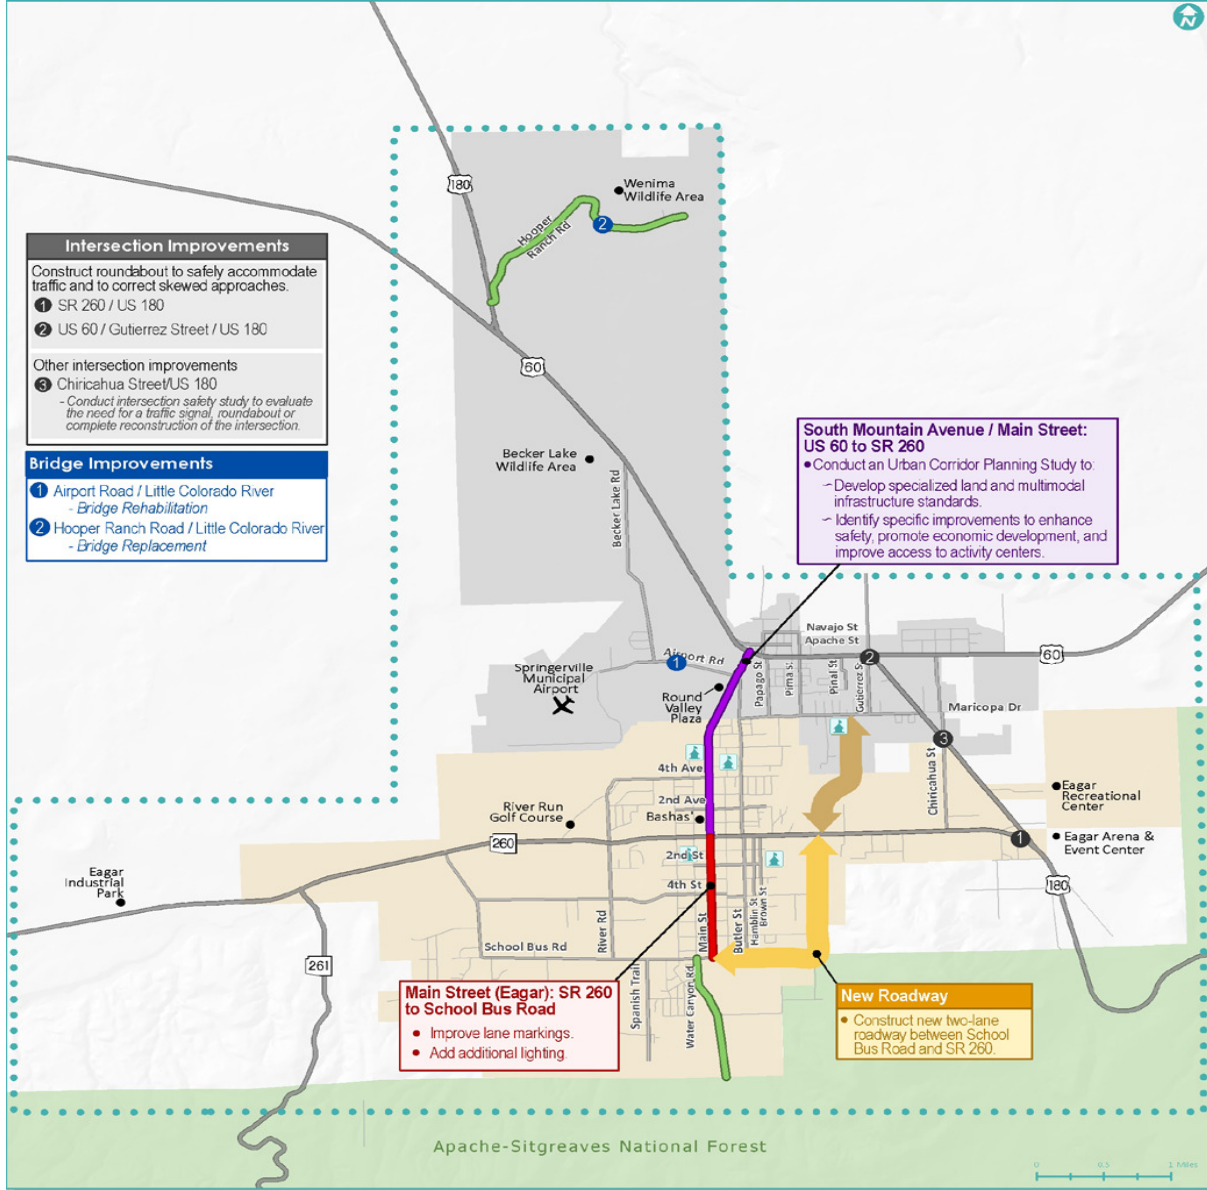 N
180
Wenima
Wildlife Area
Hooper
Ranch Rd
2
Intersection Improvements
Construct roundabout to safely accommodate
traffic and to correct skewed approaches.
1 SR 260 / US 180
2 US 60 / Gutierrez Street / US 180
Other intersection improvements
3 Chiricahua Street/US 180
- Conduct intersection safety study to evaluate
the need for a traffic signal, roundabout or
complete reconstruction of the intersection.
Bridge Improvements
1 Airport Road / Little Colorado River
- Bridge Rehabilitation
2 Hooper Ranch Road / Little Colorado River
- Bridge Replacement
60
Becker Lake
Wildlife Area
Becker Lake Rd
South Mountain Avenue / Main Street:
US 60 to SR 260
• Conduct an Urban Corridor Planning Study to:
– Develop specialized land and multimodal
infrastructure standards.
– Identify specific improvements to enhance
safety, promote economic development, and
improve access to activity centers.
Navajo St
Apache St
60
2
Airport Rd
1
Springerville
Municipal
Airport
Round
Valley
Plaza
Papago St
Pima St
Pinal St
Gutierrez St
Maricopa Dr
3
Chiricahua St
4th Ave
2nd Ave
Bashas'
River Run
Golf Course
Eagar
Recreational
Center
Eagar Arena &
Event Center
1
260
2nd St
4th St
180
Eagar
Industrial
Park
River Rd
Main St
Butler St
Hamblin St
Brown St
School Bus Rd
261
Spanish Trail
Water Canyon Rd
Main Street (Eagar): SR 260
to School Bus Road
• Improve lane markings.
• Add additional lighting.
New Roadway
• Construct new two-lane
roadway between School
Bus Road and SR 260.
Apache-Sitgreaves National Forest
0 0.5 1 Miles